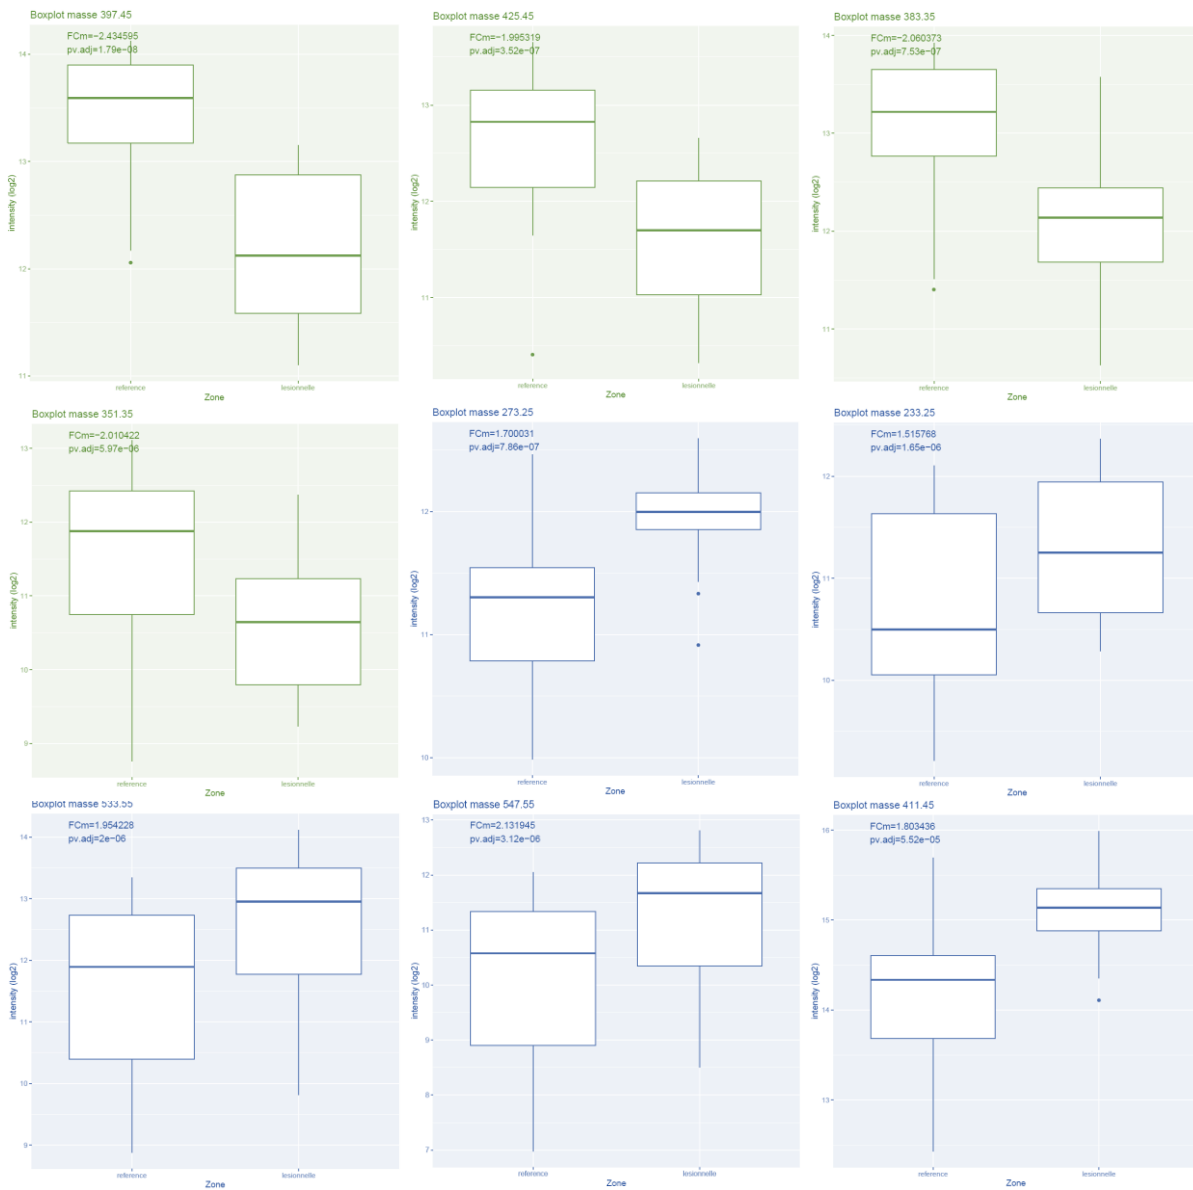 Boxplot masse 397.45
FCm=−2.434595
pv.adj=1.79e−08
14
13
12
11
intensity (log2)
reference
lesionnelle
Zone
Boxplot masse 425.45
FCm=−1.995319
pv.adj=3.52e−07
13
12
11
intensity (log2)
reference
lesionnelle
Zone
Boxplot masse 383.35
FCm=−2.060373
pv.adj=7.53e−07
14
13
12
11
intensity (log2)
reference
lesionnelle
Zone
Boxplot masse 351.35
FCm=−2.010422
pv.adj=5.97e−06
13
12
11
10
9
intensity (log2)
reference
lesionnelle
Zone
Boxplot masse 273.25
FCm=1.700031
pv.adj=7.86e−07
12
11
10
intensity (log2)
reference
lesionnelle
Zone
Boxplot masse 233.25
FCm=1.515768
pv.adj=1.65e−06
12
11
10
intensity (log2)
reference
lesionnelle
Zone
Boxplot masse 533.55
FCm=1.954228
pv.adj=2e−06
14
13
12
11
10
9
intensity (log2)
reference
lesionnelle
Zone
Boxplot masse 547.55
FCm=2.131945
pv.adj=3.12e−06
13
12
11
10
9
8
7
intensity (log2)
reference
lesionnelle
Zone
Boxplot masse 411.45
FCm=1.803436
pv.adj=5.52e−05
16
15
14
13
intensity (log2)
reference
lesionnelle
Zone